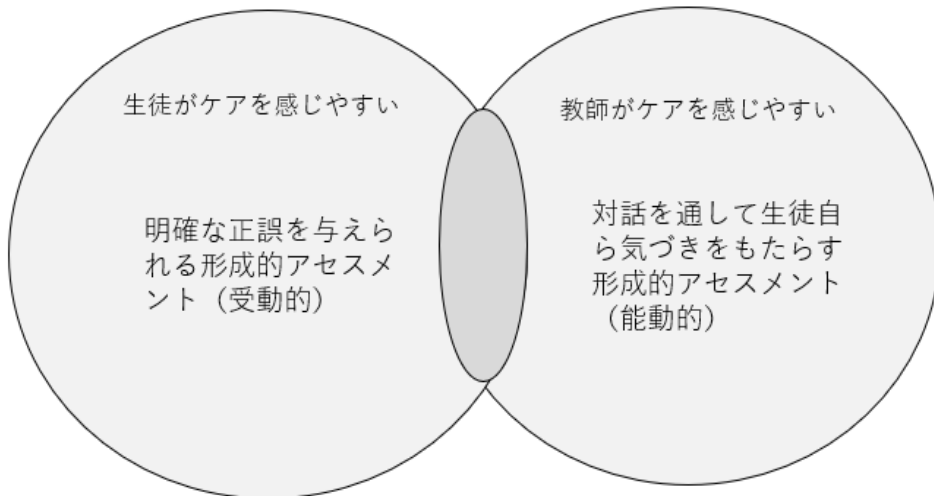 生徒がケアを感じやすい
明確な正誤を与えら
れる形成的アセスメ
ント（受動的）
教師がケアを感じやすい
対話を通して生徒自
ら気づきをもたらす
形成的アセスメント
（能動的）